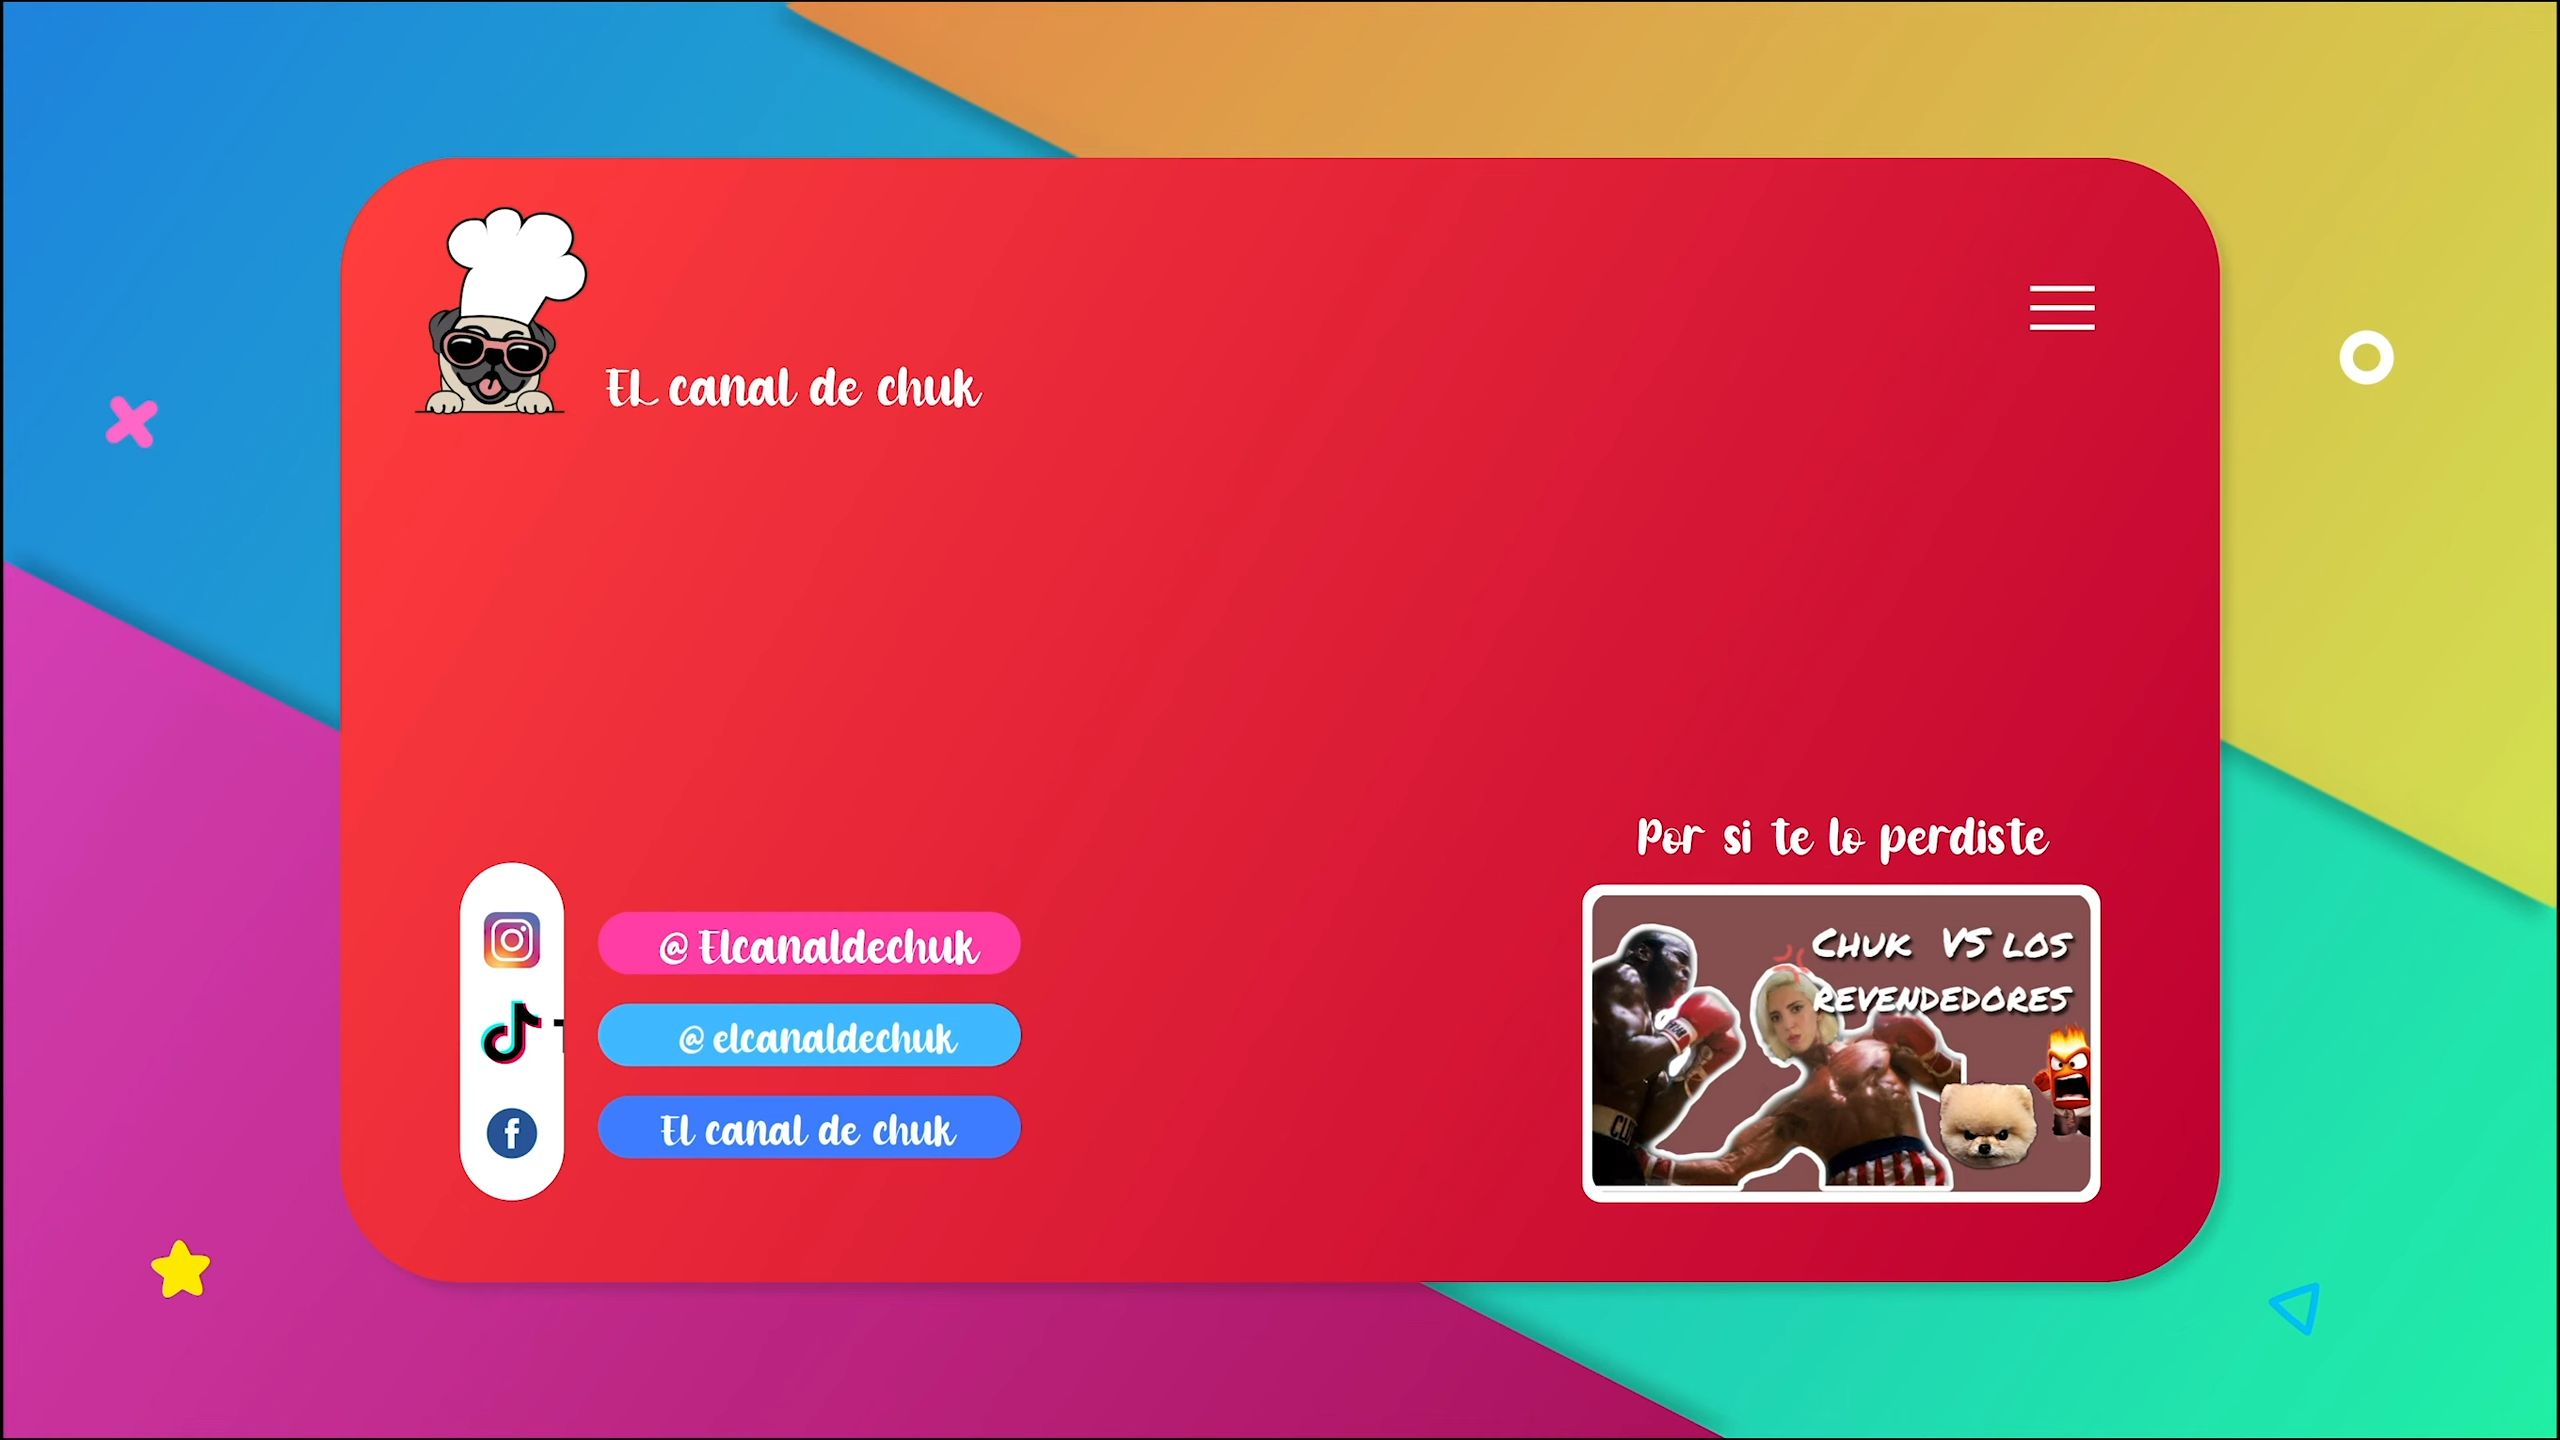 EL canal de chuk
Por si te lo perdiste
CHUK VS LOS
REVENDEDORES
@ Elcanaldechuk
@ elcanaldechuk
El canal de chuk